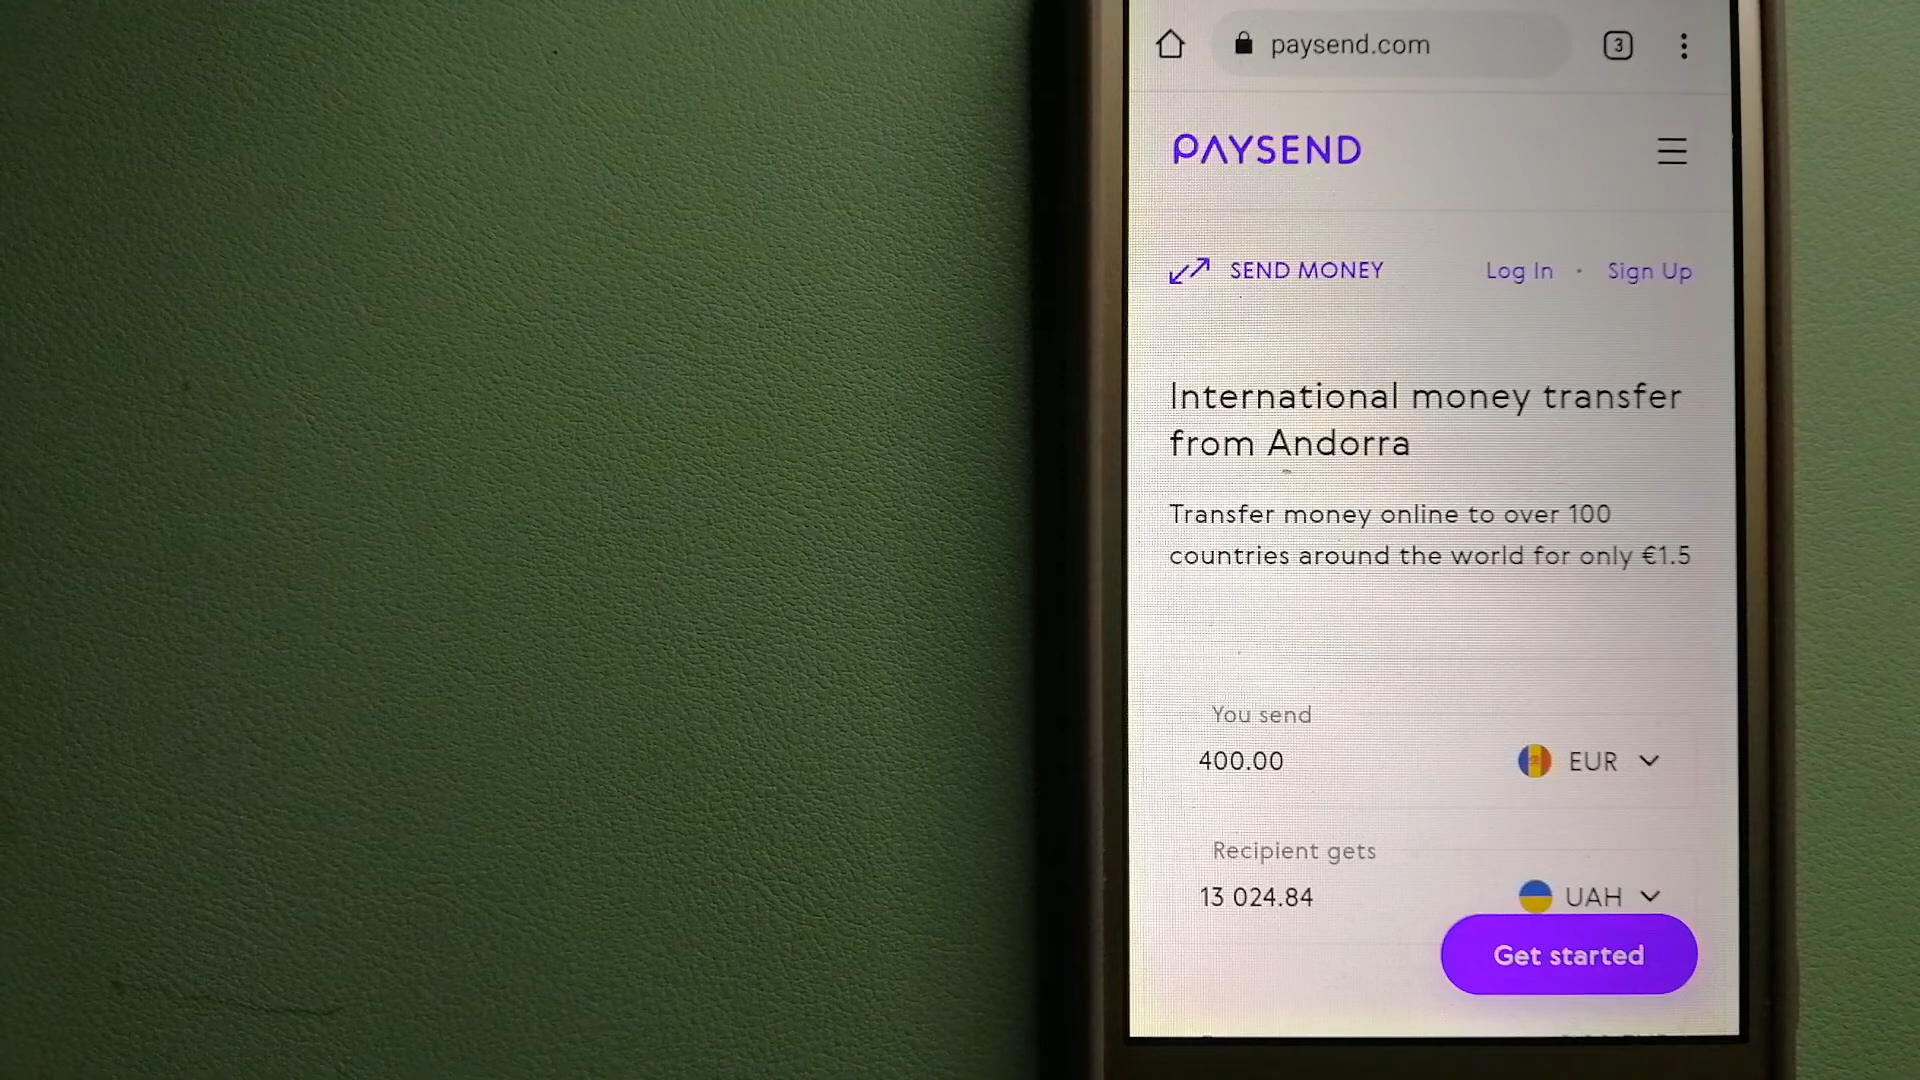 paysend.com
3
PAYSEND
SEND MONEY
Log In · Sign Up
International money transfer
from Andorra
Transfer money online to over 100
countries around the world for only €1.5
You send
400.00
EUR
Recipient gets
13 024.84
UAH
Get started